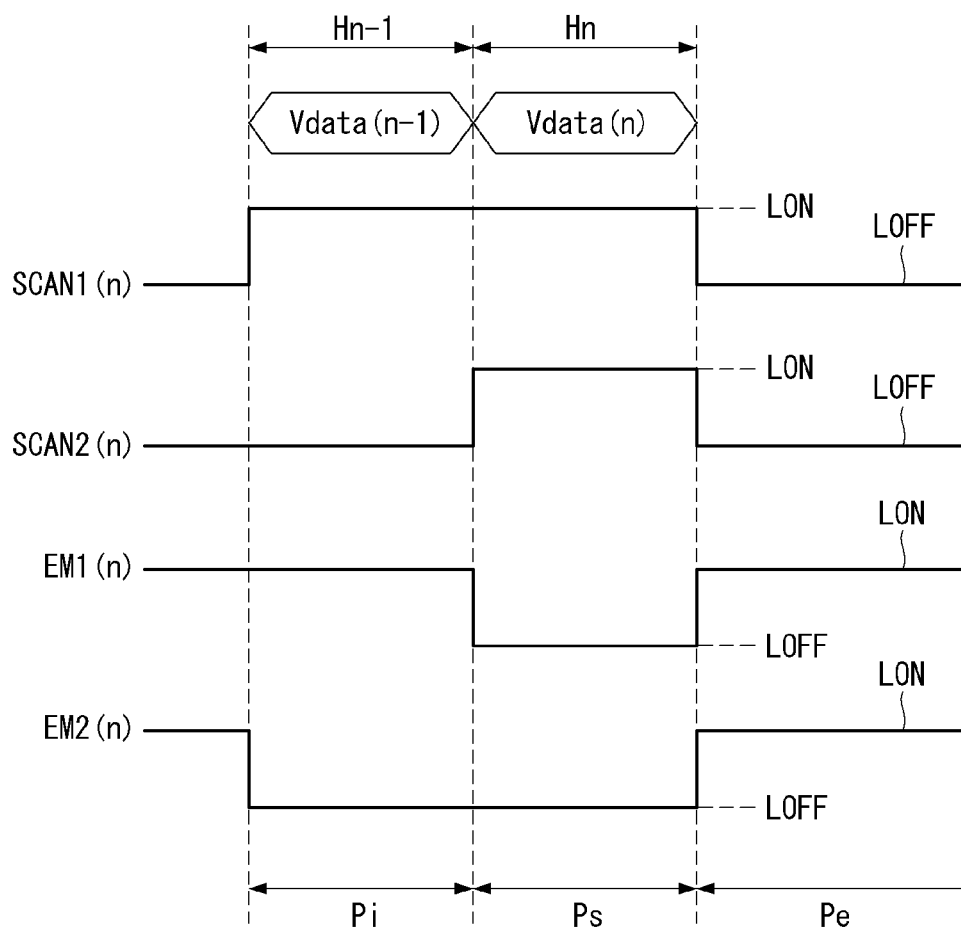 Hn-1 Hn
Vdata(n-1) Vdata(n)
LON
LOFF
SCAN1(n)
LON
LOFF
SCAN2(n)
LON
EM1(n)
LOFF
LON
EM2(n)
LOFF
Pi Ps Pe